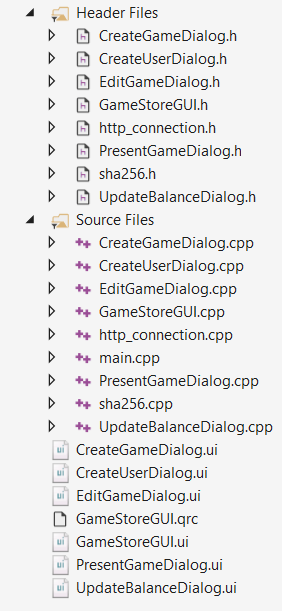 Header Files
CreateGameDialog.h
CreateUserDialog.h
EditGameDialog.h
GameStoreGUI.h
http_connection.h
PresentGameDialog.h
sha256.h
UpdateBalanceDialog.h
Source Files
CreateGameDialog.cpp
CreateUserDialog.cpp
EditGameDialog.cpp
GameStoreGUI.cpp
http_connection.cpp
main.cpp
PresentGameDialog.cpp
sha256.cpp
UpdateBalanceDialog.cpp
CreateGameDialog.ui
CreateUserDialog.ui
EditGameDialog.ui
GameStoreGUI.qrc
GameStoreGUI.ui
PresentGameDialog.ui
UpdateBalanceDialog.ui